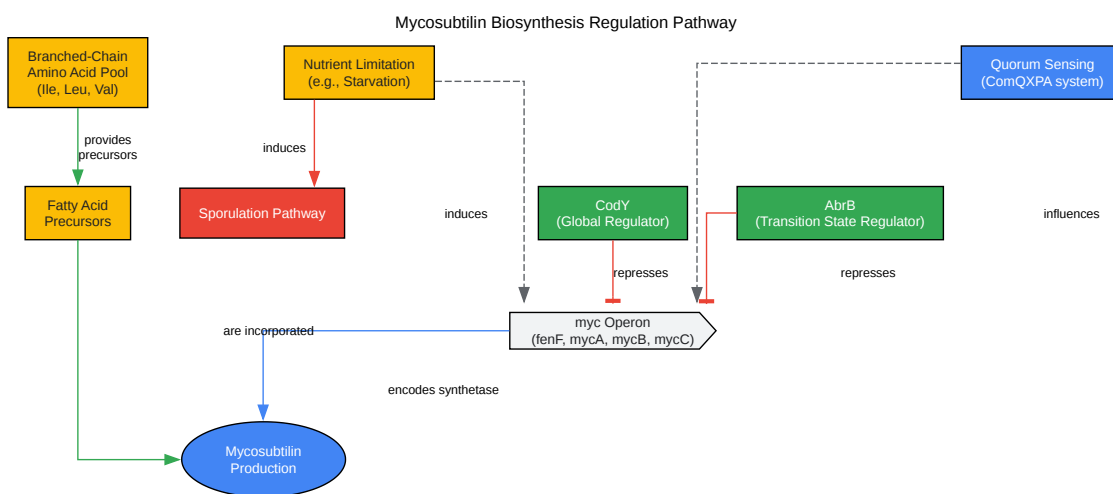 Mycosubtilin Biosynthesis Regulation Pathway
Branched-Chain
Amino Acid Pool
(Ile, Leu, Val)
Nutrient Limitation
(e.g., Starvation)
Quorum Sensing
(ComQXPA system)
provides
precursors
induces
Fatty Acid
Precursors
Sporulation Pathway
induces
CodY
(Global Regulator)
AbrB
(Transition State Regulator)
influences
represses
represses
are incorporated
myc Operon
(fenF, mycA, mycB, mycC)
encodes synthetase
Mycosubtilin
Production